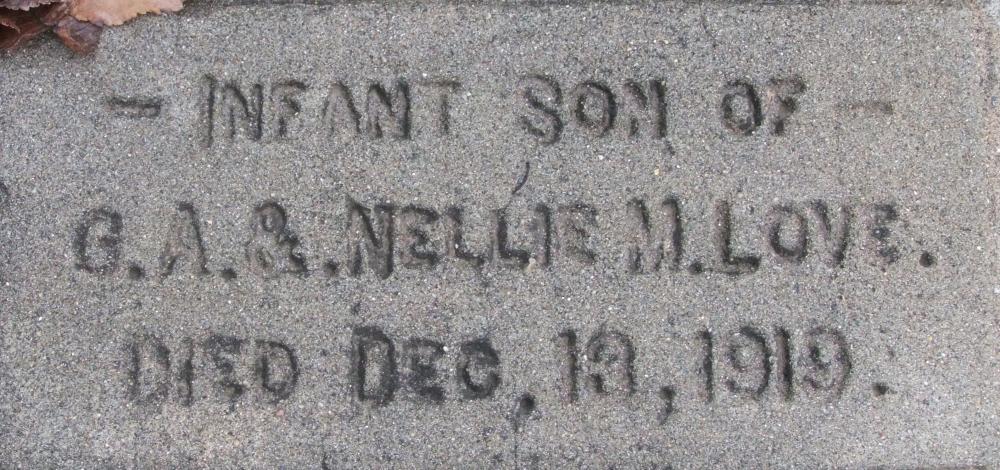 - INFANT SON OF -
G. A. &. NELLIE M. LOVE.
DIED DEC, 13, 1919.